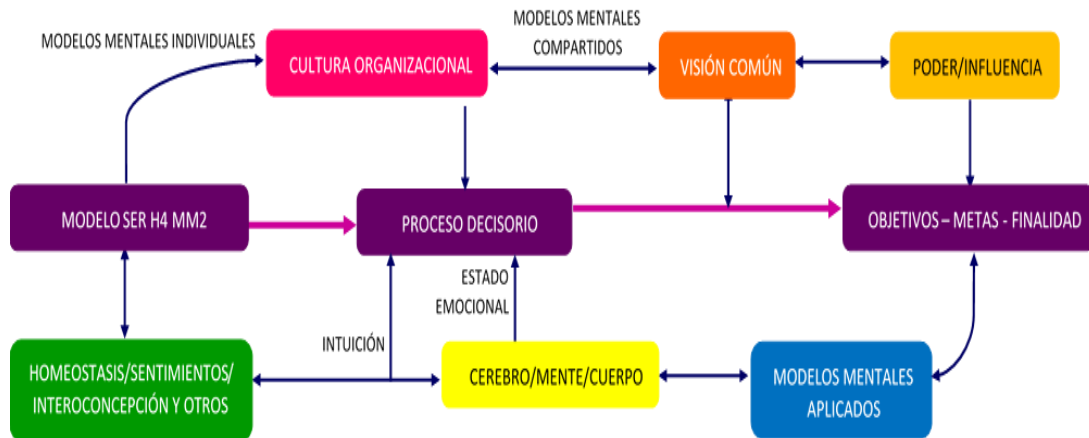 MODELOS MENTALES INDIVIDUALES
CULTURA ORGANIZACIONAL
MODELOS MENTALES
COMPARTIDOS
VISIÓN COMÚN
PODER/INFLUENCIA
MODELO SER H4 MM2
PROCESO DECISORIO
OBJETIVOS – METAS - FINALIDAD
ESTADO
EMOCIONAL
INTUICIÓN
HOMEOSTASIS/SENTIMIENTOS/
INTEROCONCEPCIÓN Y OTROS
CEREBRO/MENTE/CUERPO
MODELOS MENTALES
APLICADOS